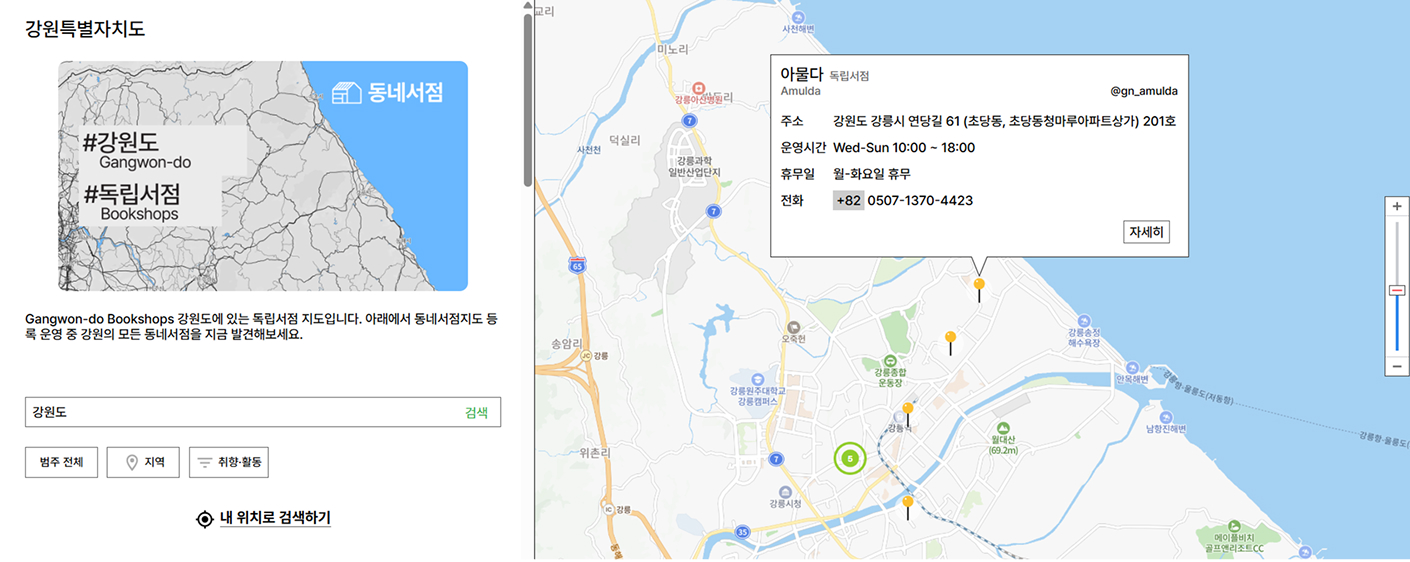 강원특별자치도
동네서점
#강원도
Gangwon-do
#독립서점
Bookshops
Gangwon-do Bookshops 강원도에 있는 독립서점 지도입니다. 아래에서 동네서점지도 등
록 운영 중 강원의 모든 동네서점을 지금 발견해보세요.
강원도
검색
범주 전체
지역
취향·활동
내 위치로 검색하기
교리
사천해변
미노리
강릉아산병원
7
사천천
덕실리
강릉과학
일반산업단지
7
65
아물다 독립서점
Amulda
@gn_amulda
주소 강원도 강릉시 연당길 61 (초당동, 초당동청마루아파트상가) 201호
운영시간 Wed-Sun 10:00 ~ 18:00
휴무일 월-화요일 휴무
전화 +82 0507-1370-4423
자세히
오죽헌
송암리
JC 강릉
강릉송정
해수욕장
강릉종합
운동장
안목해변
강릉원주대학교
강릉캠퍼스
강릉항-울릉도(저동항)
강릉역
남항진해변
월대산
(69.2m)
강릉항-울릉도(
위촌리
7
5
강릉시청
IC 강릉
35
동해
메이플비치
골프앤리조트CC